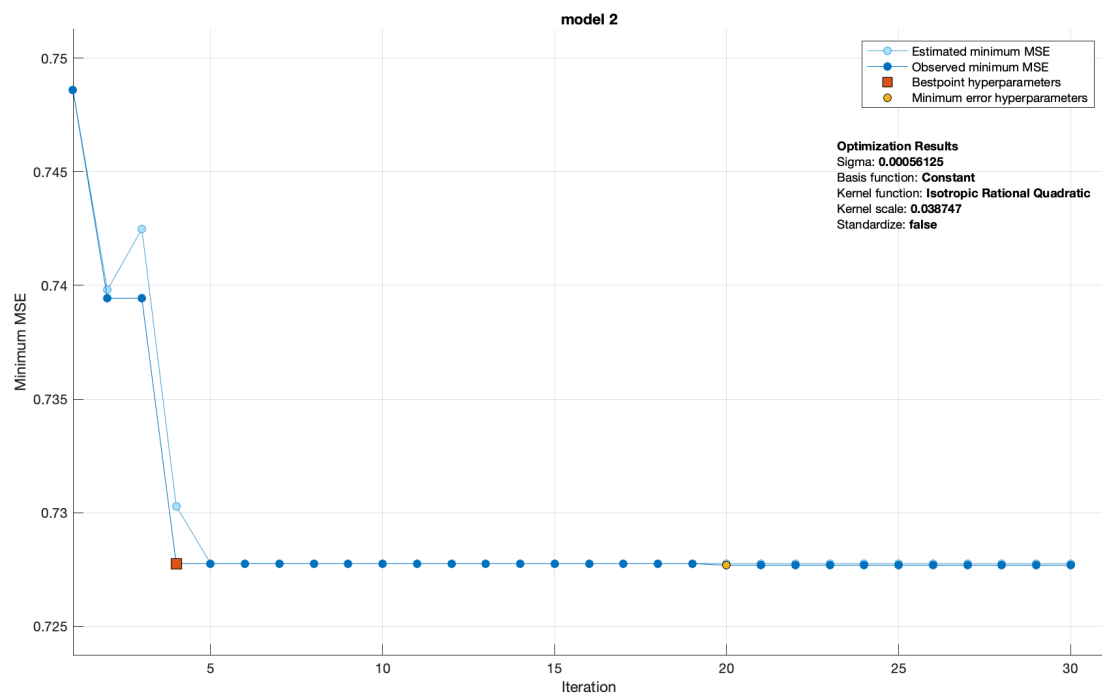 model 2
0.75
0.745
0.74
0.735
0.73
0.725
Minimum MSE
5
10
15
20
25
30
Iteration
Estimated minimum MSE
Observed minimum MSE
Bestpoint hyperparameters
Minimum error hyperparameters
Optimization Results
Sigma: 0.00056125
Basis function: Constant
Kernel function: Isotropic Rational Quadratic
Kernel scale: 0.038747
Standardize: false